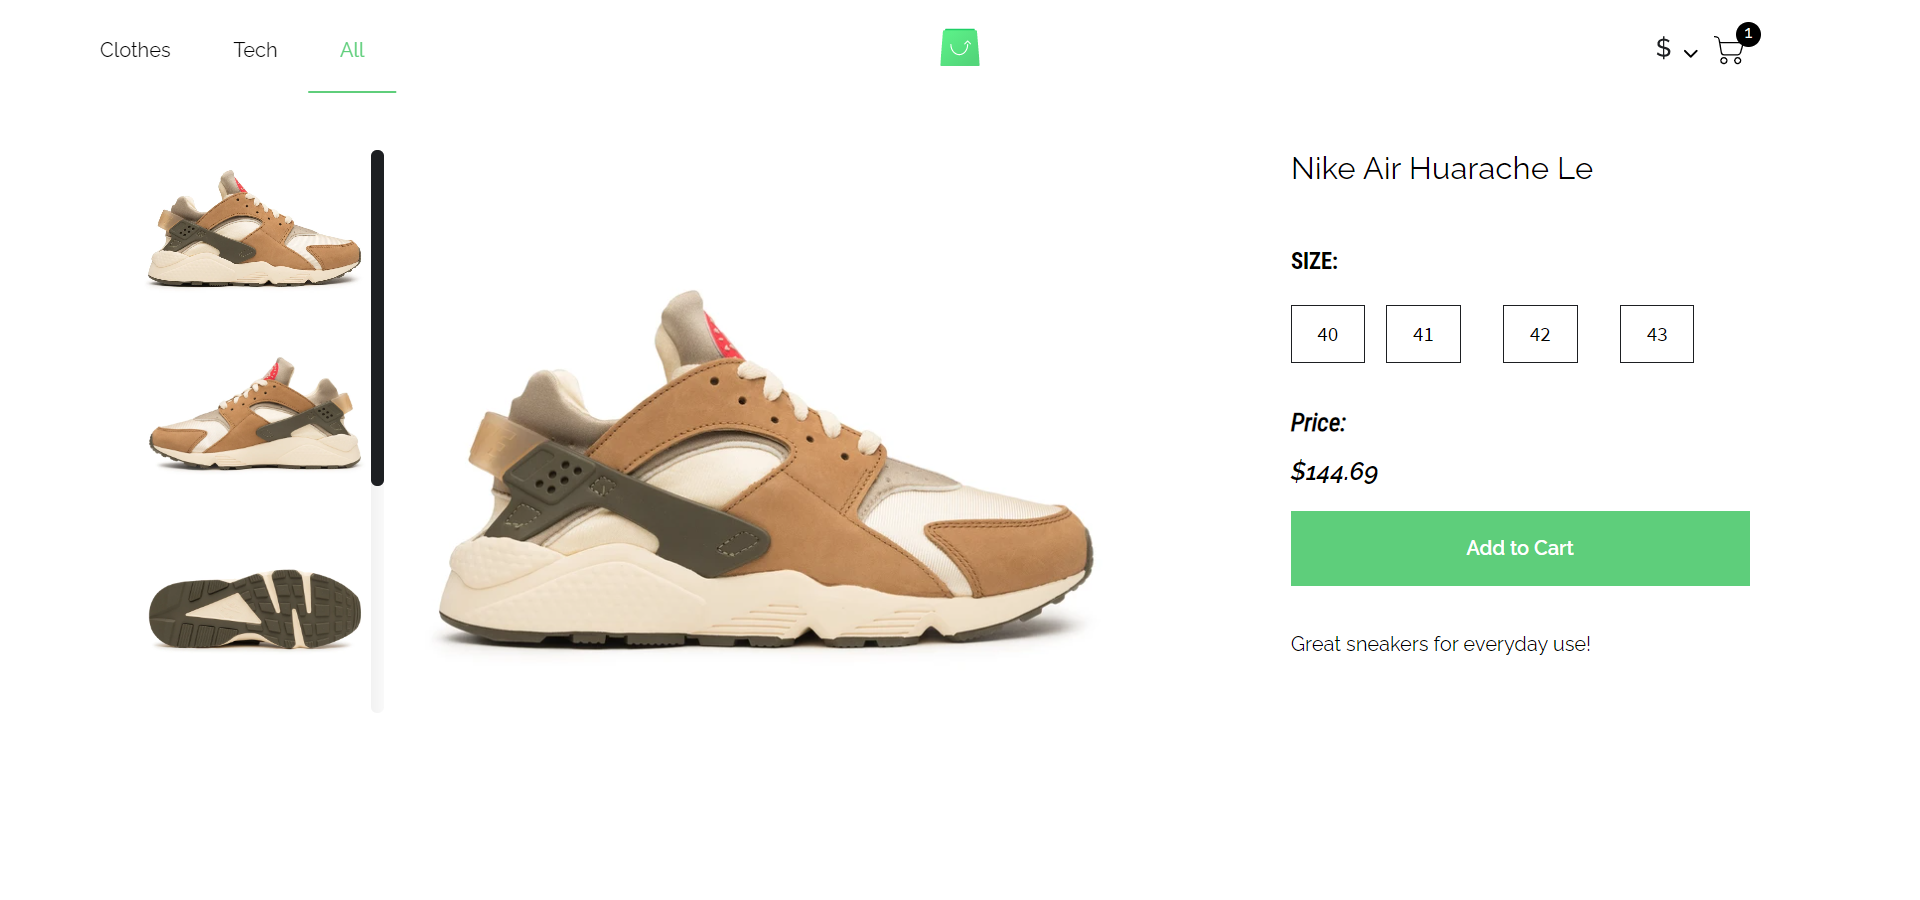 Clothes Tech All $ 1
Nike Air Huarache Le
SIZE:
40 41 42 43
Price:
$144.69
Add to Cart
Great sneakers for everyday use!